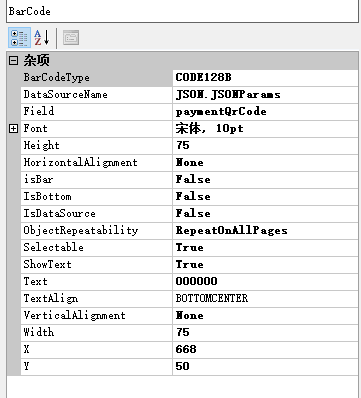 BarCode
杂项
BarCodeType CODE128B
DataSourceName JSON.JSONParams
Field paymentQrCode
Font 宋体, 10pt
Height 75
HorizontalAlignment None
isBar False
IsBottom False
IsDataSource False
ObjectRepeatability RepeatOnAllPages
Selectable True
ShowText True
Text 000000
TextAlign BOTTOMCENTER
VerticalAlignment None
Width 75
X 668
Y 50